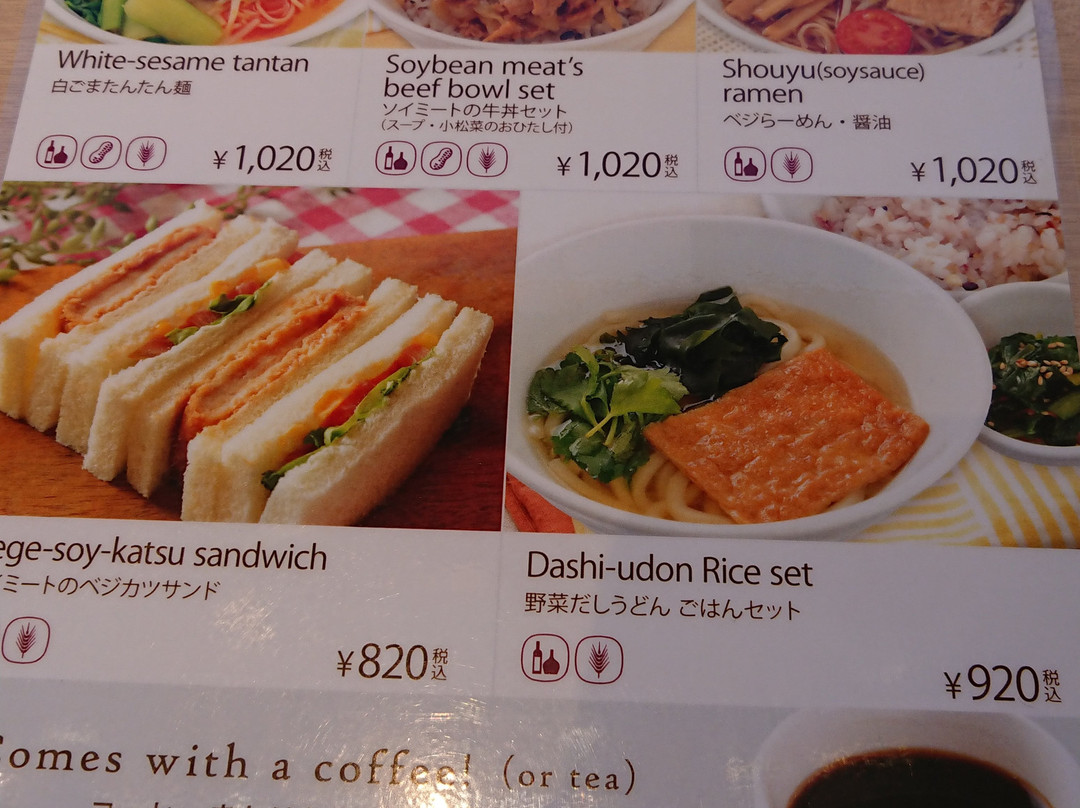 White-sesame tantan
白ごまたんたん麺
¥1,020税込
Soybean meat's
beef bowl set
ソイミートの牛丼セット
(スープ・小松菜のおひたし付)
¥1,020税込
Shouyu(soysauce)
ramen
ベジらーめん・醤油
¥1,020税込
ege-soy-katsu sandwich
イミートのベジカツサンド
¥820税込
Dashi-udon Rice set
野菜だしうどん ごはんセット
¥920税込
Comes with a coffee! (or tea)